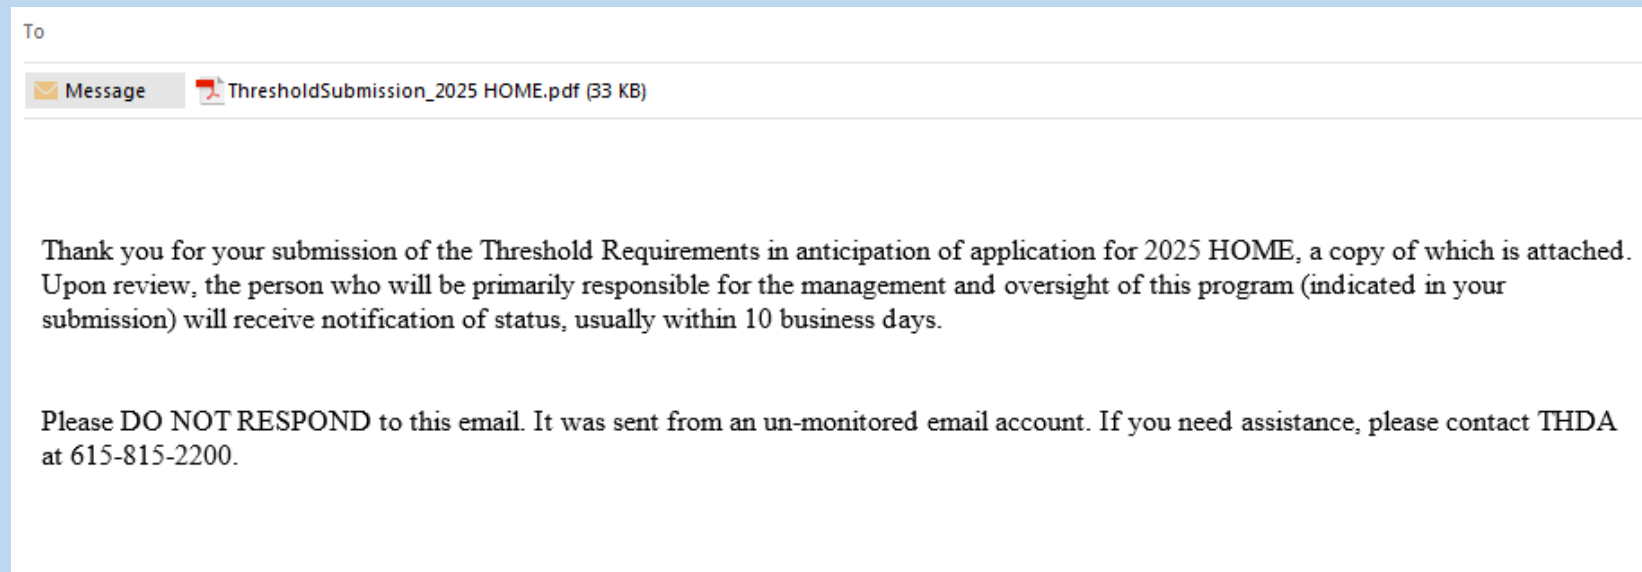 To
Message
ThresholdSubmission_2025 HOME.pdf (33 KB)
Thank you for your submission of the Threshold Requirements in anticipation of application for 2025 HOME, a copy of which is attached.
Upon review, the person who will be primarily responsible for the management and oversight of this program (indicated in your
submission) will receive notification of status, usually within 10 business days.
Please DO NOT RESPOND to this email. It was sent from an un-monitored email account. If you need assistance, please contact THDA
at 615-815-2200.